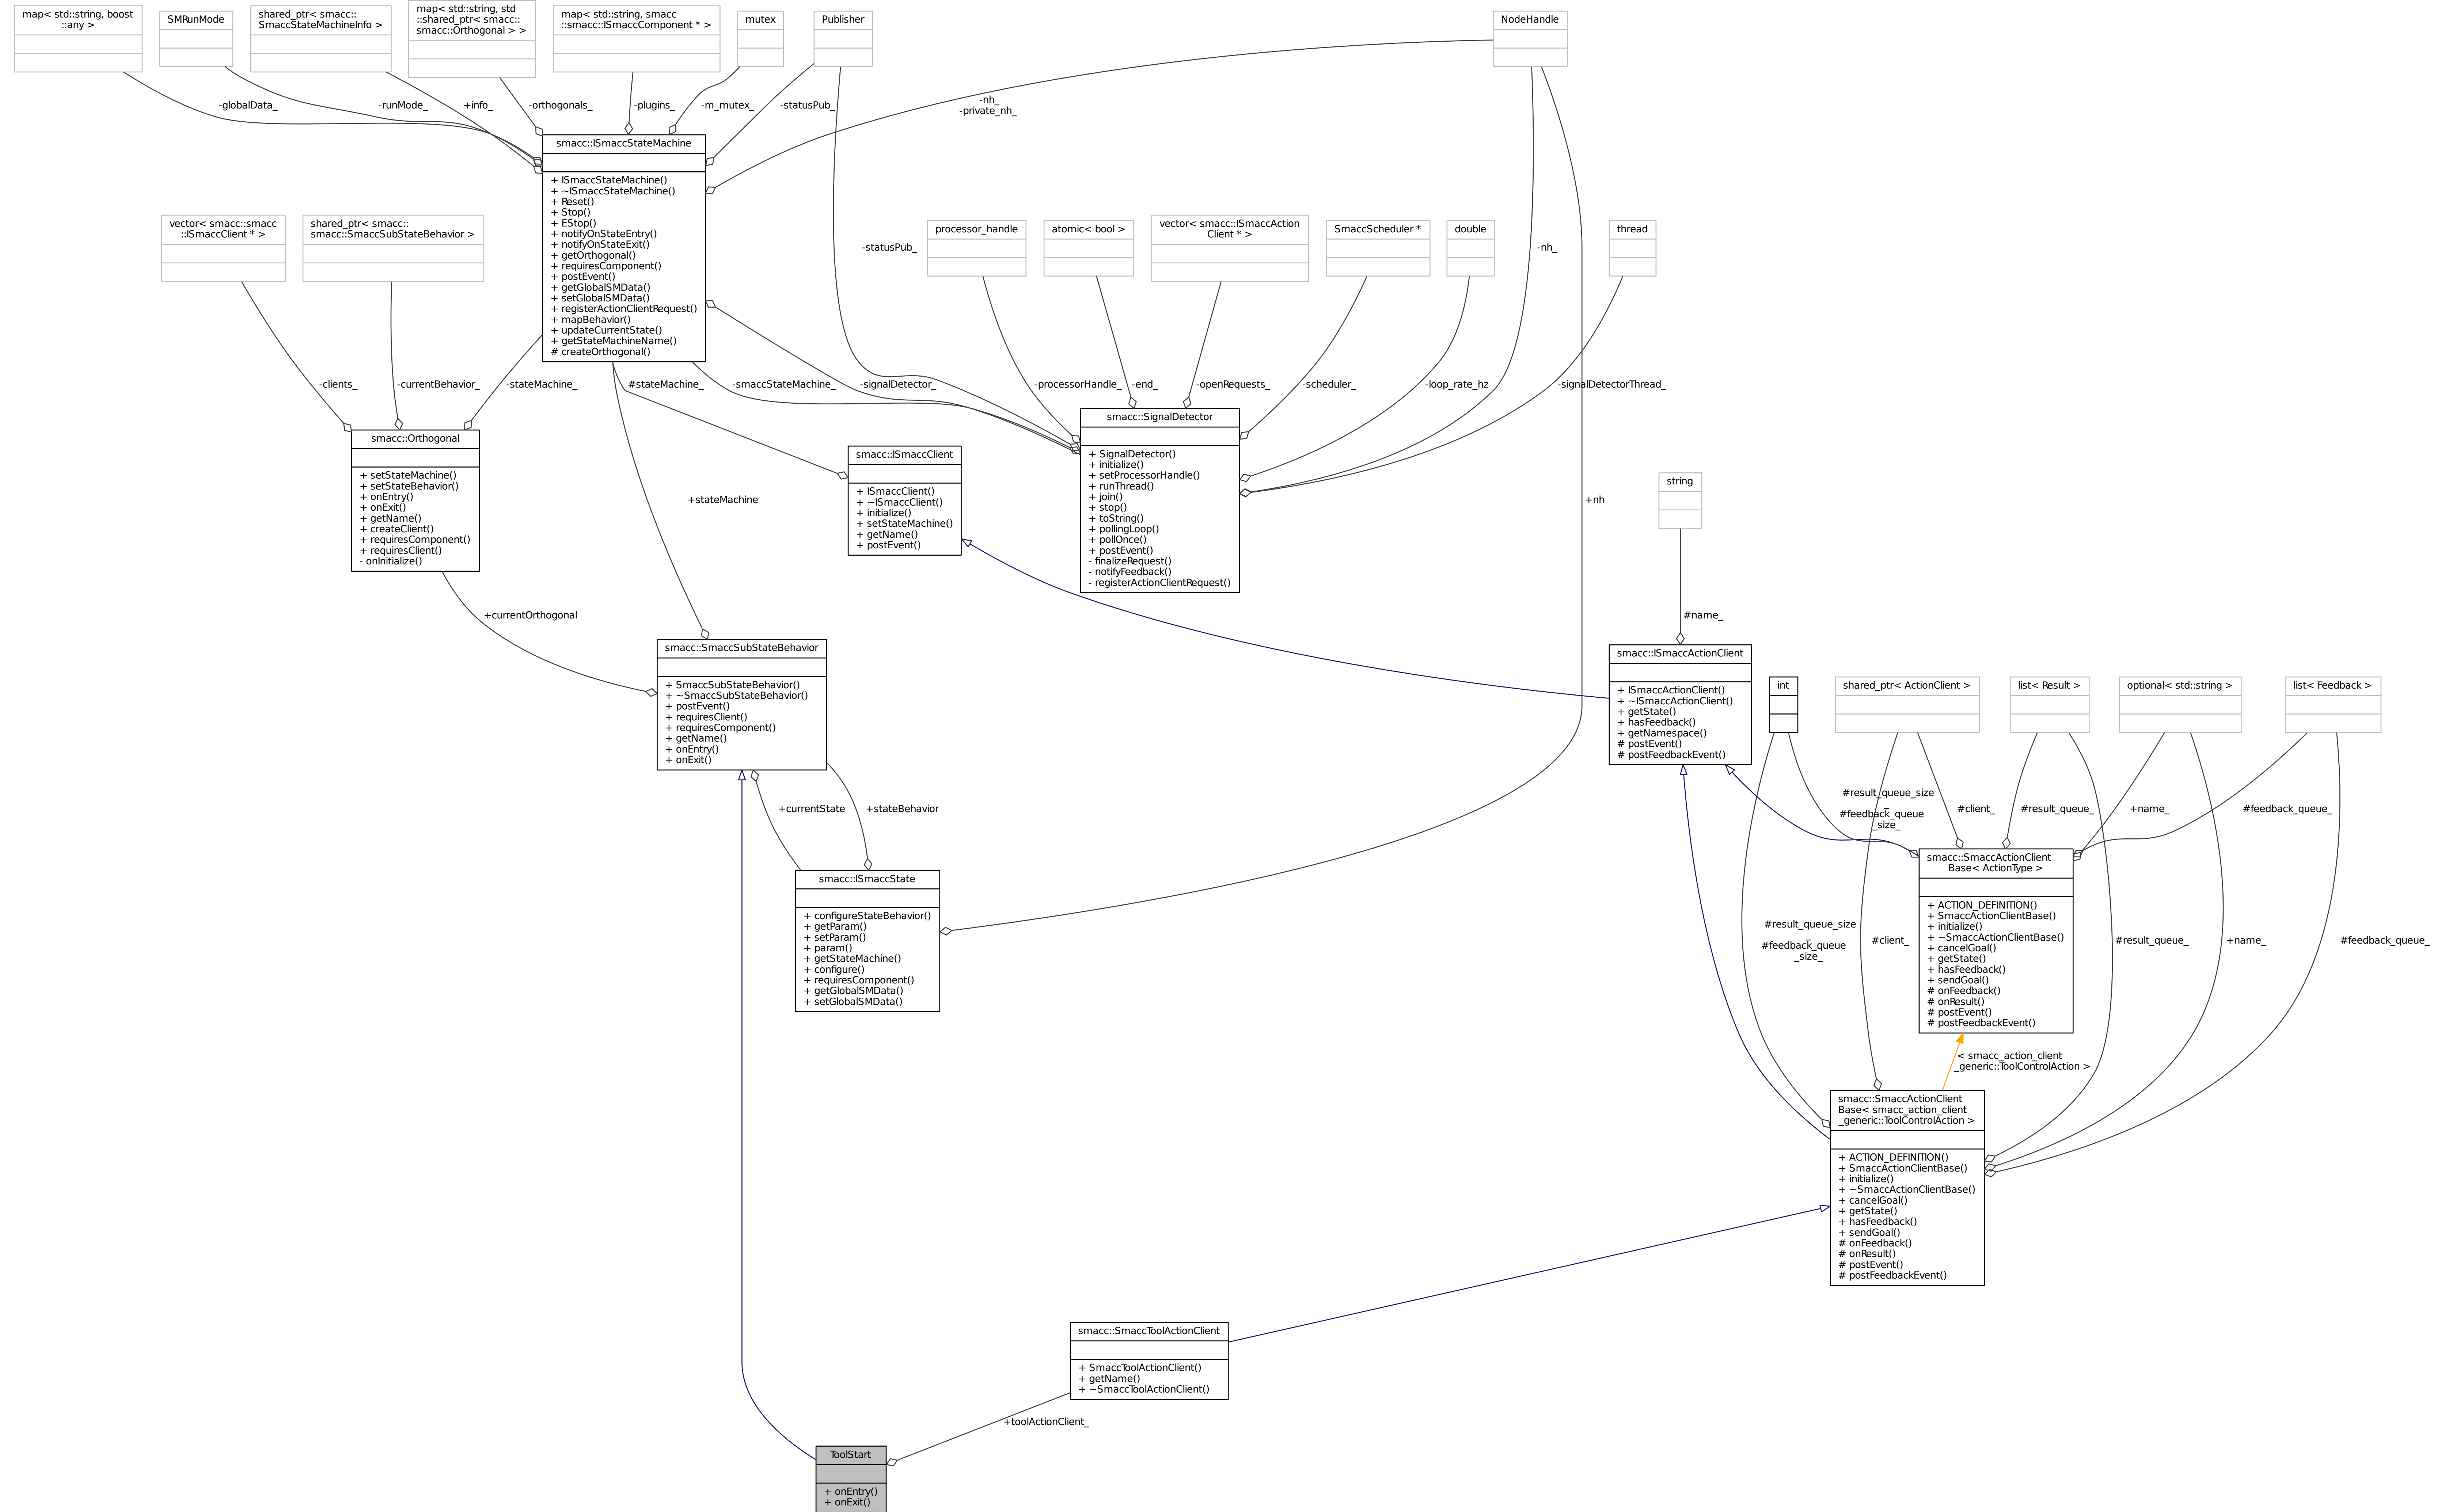 map< std::string, boost
::any >
SMRunMode
shared_ptr< smacc::
SmaccStateMachineInfo >
map< std::string, std
::shared_ptr< smacc::
smacc::Orthogonal > >
map< std::string, smacc
::smacc::ISmaccComponent * >
mutex
Publisher
NodeHandle
-globalData_
-runMode_
+info_
-orthogonals_
-plugins_
-m_mutex_
-statusPub_
-nh_
-private_nh_
smacc::ISmaccStateMachine
+ ISmaccStateMachine()
+ ~ISmaccStateMachine()
+ Reset()
+ Stop()
+ EStop()
+ notifyOnStateEntry()
+ notifyOnStateExit()
+ getOrthogonal()
+ requiresComponent()
+ postEvent()
+ getGlobalSMData()
+ setGlobalSMData()
+ registerActionClientRequest()
+ mapBehavior()
+ updateCurrentState()
+ getStateMachineName()
# createOrthogonal()
vector< smacc::smacc
::ISmaccClient * >
shared_ptr< smacc::
smacc::SmaccSubStateBehavior >
-statusPub_
processor_handle
atomic< bool >
vector< smacc::ISmaccAction
Client * >
SmaccScheduler *
double
-nh_
thread
-clients_
-currentBehavior_
-stateMachine_
#stateMachine_
-smaccStateMachine_
-signalDetector_
-processorHandle_
-end_
-openRequests_
-scheduler_
-loop_rate_hz
-signalDetectorThread_
smacc::Orthogonal
+ setStateMachine()
+ setStateBehavior()
+ onEntry()
+ onExit()
+ getName()
+ createClient()
+ requiresComponent()
+ requiresClient()
- onInitialize()
smacc::ISmaccClient
+ ISmaccClient()
+ ~ISmaccClient()
+ initialize()
+ setStateMachine()
+ getName()
+ postEvent()
smacc::SignalDetector
+ SignalDetector()
+ initialize()
+ setProcessorHandle()
+ runThread()
+ join()
+ stop()
+ toString()
+ pollingLoop()
+ pollOnce()
+ postEvent()
- finalizeRequest()
- notifyFeedback()
- registerActionClientRequest()
+stateMachine
+nh
string
#name_
+currentOrthogonal
smacc::SmaccSubStateBehavior
+ SmaccSubStateBehavior()
+ ~SmaccSubStateBehavior()
+ postEvent()
+ requiresClient()
+ requiresComponent()
+ getName()
+ onEntry()
+ onExit()
smacc::ISmaccActionClient
+ ISmaccActionClient()
+ ~ISmaccActionClient()
+ getState()
+ hasFeedback()
+ getNamespace()
# postEvent()
# postFeedbackEvent()
int
shared_ptr< ActionClient >
list< Result >
optional< std::string >
list< Feedback >
+currentState
+stateBehavior
#result_queue_size
_
#feedback_queue
_size_
#client_
#result_queue_
+name_
#feedback_queue_
smacc::ISmaccState
+ configureStateBehavior()
+ getParam()
+ setParam()
+ param()
+ getStateMachine()
+ configure()
+ requiresComponent()
+ getGlobalSMData()
+ setGlobalSMData()
smacc::SmaccActionClient
Base< ActionType >
+ ACTION_DEFINITION()
+ SmaccActionClientBase()
+ initialize()
+ ~SmaccActionClientBase()
+ cancelGoal()
+ getState()
+ hasFeedback()
+ sendGoal()
# onFeedback()
# onResult()
# postEvent()
# postFeedbackEvent()
#result_queue_size
_
#feedback_queue
_size_
#client_
#result_queue_
+name_
#feedback_queue_
< smacc_action_client
_generic::ToolControlAction >
smacc::SmaccActionClient
Base< smacc_action_client
_generic::ToolControlAction >
+ ACTION_DEFINITION()
+ SmaccActionClientBase()
+ initialize()
+ ~SmaccActionClientBase()
+ cancelGoal()
+ getState()
+ hasFeedback()
+ sendGoal()
# onFeedback()
# onResult()
# postEvent()
# postFeedbackEvent()
smacc::SmaccToolActionClient
+ SmaccToolActionClient()
+ getName()
+ ~SmaccToolActionClient()
+toolActionClient_
ToolStart
+ onEntry()
+ onExit()